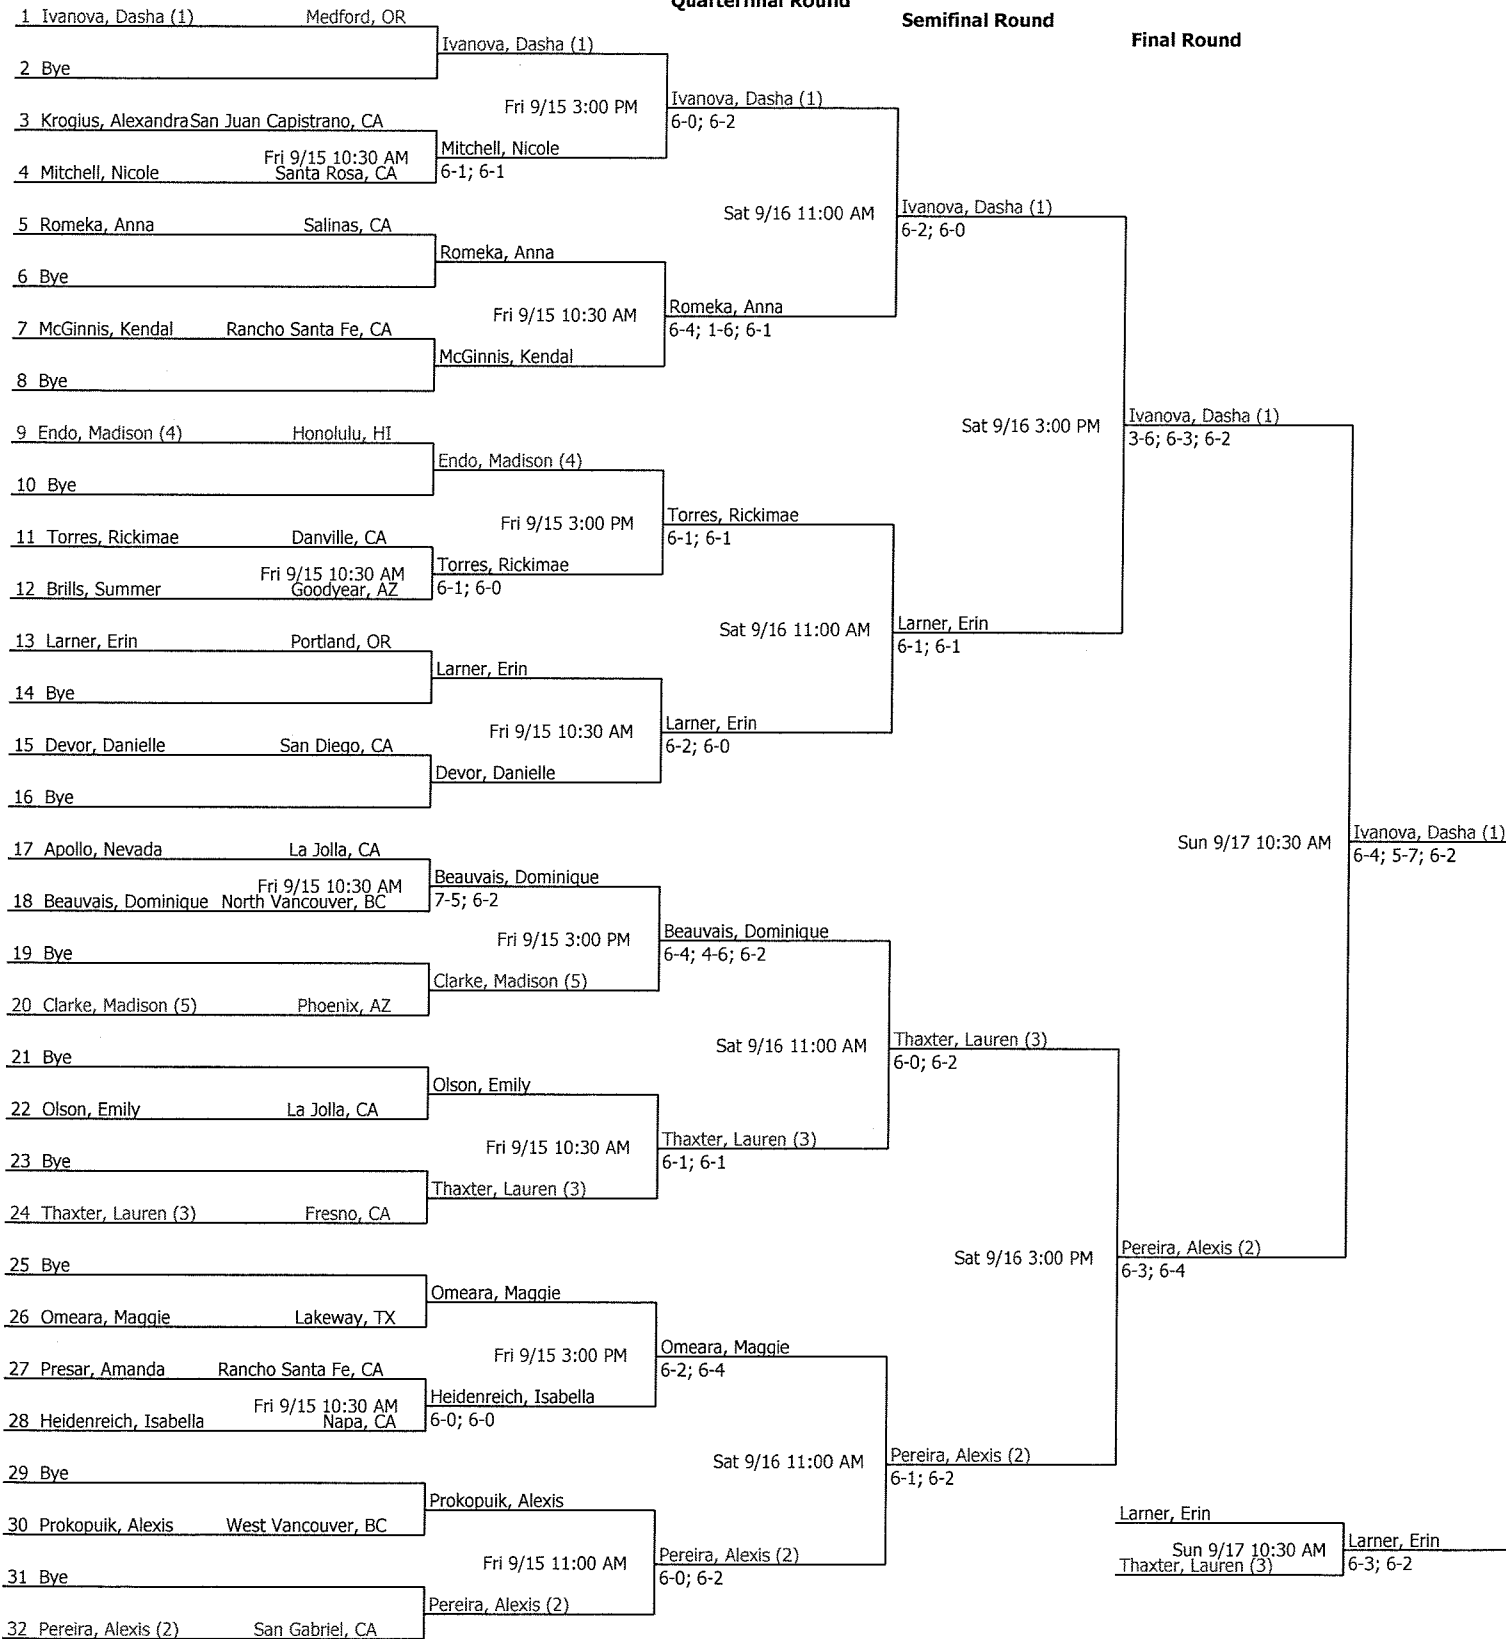 Quarterfinal Round
Semifinal Round
Final Round
1 Ivanova, Dasha (1) Medford, OR
Ivanova, Dasha (1)
2 Bye
Fri 9/15 3:00 PM
Ivanova, Dasha (1)
6-0; 6-2
3 Krogius, Alexandra San Juan Capistrano, CA
Fri 9/15 10:30 AM
Mitchell, Nicole
6-1; 6-1
4 Mitchell, Nicole Santa Rosa, CA
Sat 9/16 11:00 AM
Ivanova, Dasha (1)
6-2; 6-0
5 Romeka, Anna Salinas, CA
Romeka, Anna
6 Bye
Fri 9/15 10:30 AM
Romeka, Anna
6-4; 1-6; 6-1
7 McGinnis, Kendal Rancho Santa Fe, CA
McGinnis, Kendal
8 Bye
Sat 9/16 3:00 PM
Ivanova, Dasha (1)
3-6; 6-3; 6-2
9 Endo, Madison (4) Honolulu, HI
Endo, Madison (4)
10 Bye
Fri 9/15 3:00 PM
Torres, Rickimae
6-1; 6-1
11 Torres, Rickimae Danville, CA
Fri 9/15 10:30 AM
Torres, Rickimae
6-1; 6-0
12 Brills, Summer Goodyear, AZ
Sat 9/16 11:00 AM
Larner, Erin
6-1; 6-1
13 Larner, Erin Portland, OR
Larner, Erin
14 Bye
Fri 9/15 10:30 AM
Larner, Erin
6-2; 6-0
15 Devor, Danielle San Diego, CA
Devor, Danielle
16 Bye
Sun 9/17 10:30 AM
Ivanova, Dasha (1)
6-4; 5-7; 6-2
17 Apollo, Nevada La Jolla, CA
Fri 9/15 10:30 AM
Beauvais, Dominique
7-5; 6-2
18 Beauvais, Dominique North Vancouver, BC
Fri 9/15 3:00 PM
Beauvais, Dominique
6-4; 4-6; 6-2
19 Bye
Clarke, Madison (5)
20 Clarke, Madison (5) Phoenix, AZ
Sat 9/16 11:00 AM
Thaxter, Lauren (3)
6-0; 6-2
21 Bye
Olson, Emily
22 Olson, Emily La Jolla, CA
Fri 9/15 10:30 AM
Thaxter, Lauren (3)
6-1; 6-1
23 Bye
Thaxter, Lauren (3)
24 Thaxter, Lauren (3) Fresno, CA
Sat 9/16 3:00 PM
Pereira, Alexis (2)
6-3; 6-4
25 Bye
Omeara, Maggie
26 Omeara, Maggie Lakeway, TX
Fri 9/15 3:00 PM
Omeara, Maggie
6-2; 6-4
27 Presar, Amanda Rancho Santa Fe, CA
Fri 9/15 10:30 AM
Heidenreich, Isabella
6-0; 6-0
28 Heidenreich, Isabella Napa, CA
Sat 9/16 11:00 AM
Pereira, Alexis (2)
6-1; 6-2
29 Bye
Prokopuik, Alexis
30 Prokopuik, Alexis West Vancouver, BC
Fri 9/15 11:00 AM
Pereira, Alexis (2)
6-0; 6-2
31 Bye
Pereira, Alexis (2)
32 Pereira, Alexis (2) San Gabriel, CA
Larner, Erin
Sun 9/17 10:30 AM
Larner, Erin
6-3; 6-2
Thaxter, Lauren (3)